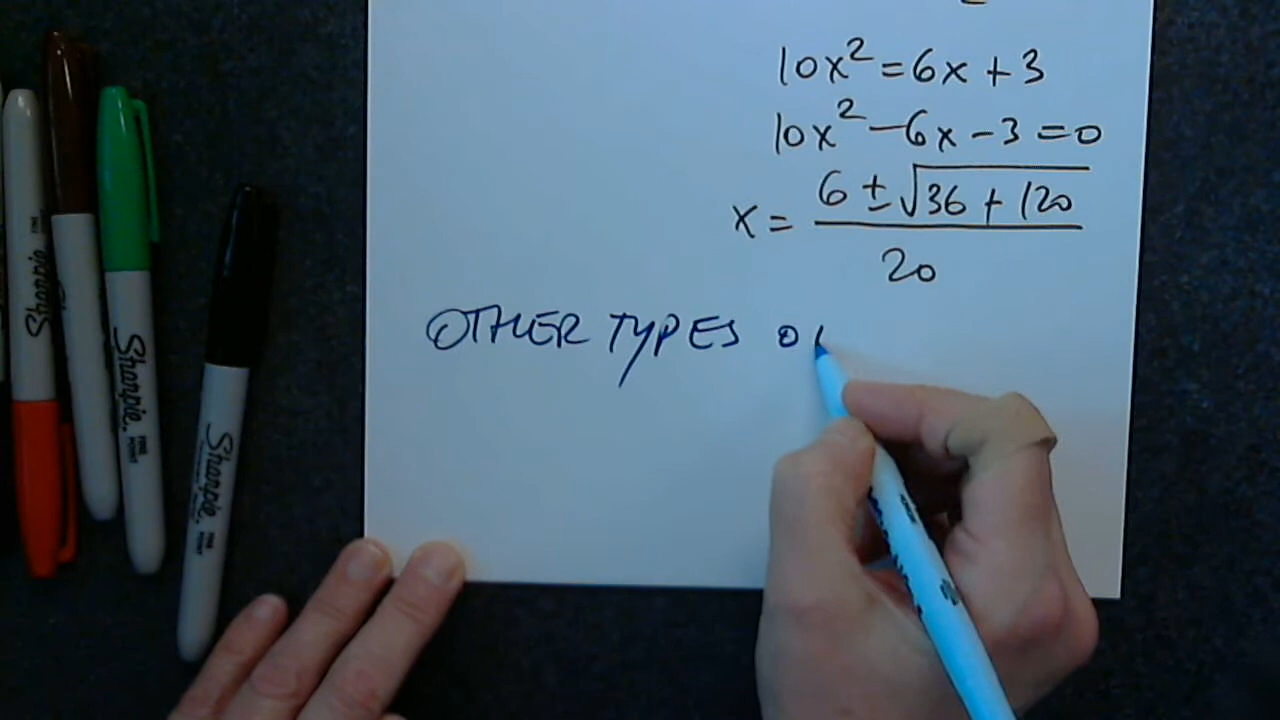 10x² = 6x + 3
10x² - 6x - 3 = 0
x = (6 ± √(36 + 120)) / 20
OTHER TYPES
Sharpie
Sharpie
Sharpie